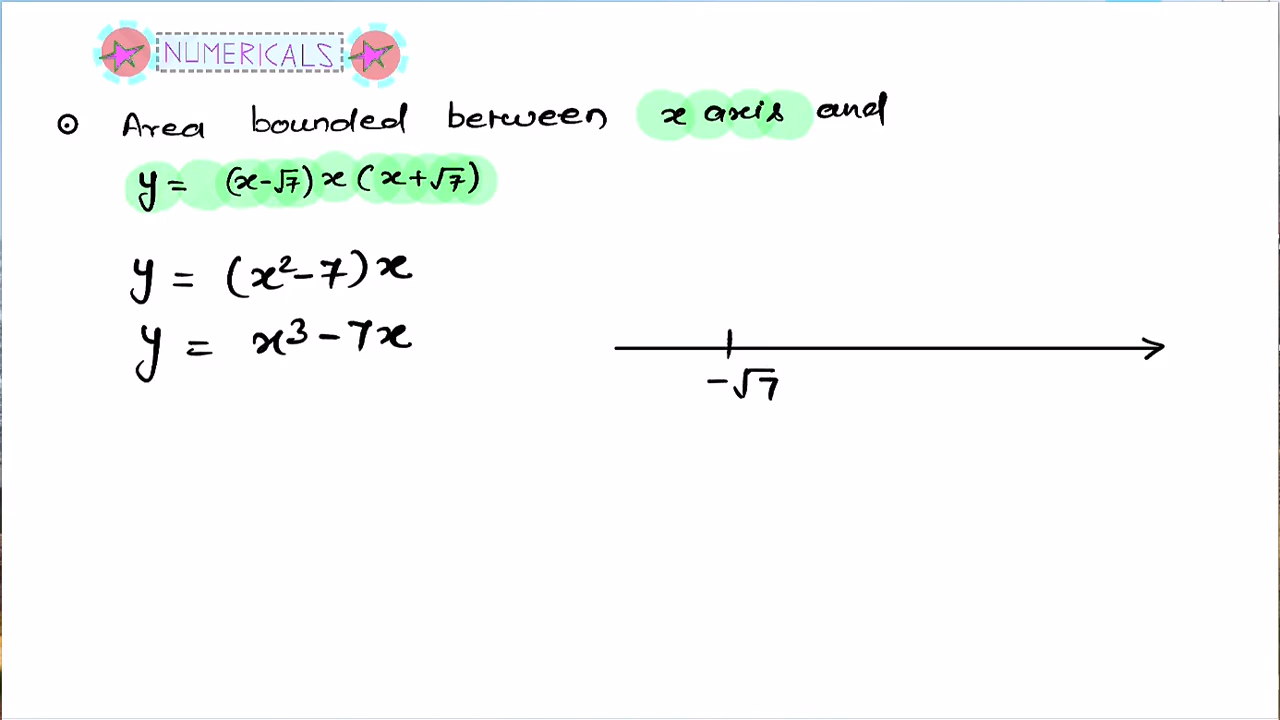 NUMERICALS
⊙ Area bounded between x axis and
y = (x-√7) x (x+√7)
y = (x²-7)x
y = x³-7x
-√7